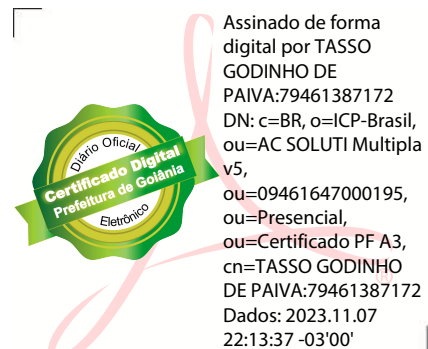 Diário Oficial
Certificado Digital
Prefeitura de Goiânia
Eletrônico
Assinado de forma
digital por TASSO
GODINHO DE
PAIVA:79461387172
DN: c=BR, o=ICP-Brasil,
ou=AC SOLUTI Multipla
v5,
ou=09461647000195,
ou=Presencial,
ou=Certificado PF A3,
cn=TASSO GODINHO
DE PAIVA:79461387172
Dados: 2023.11.07
22:13:37 -03'00'